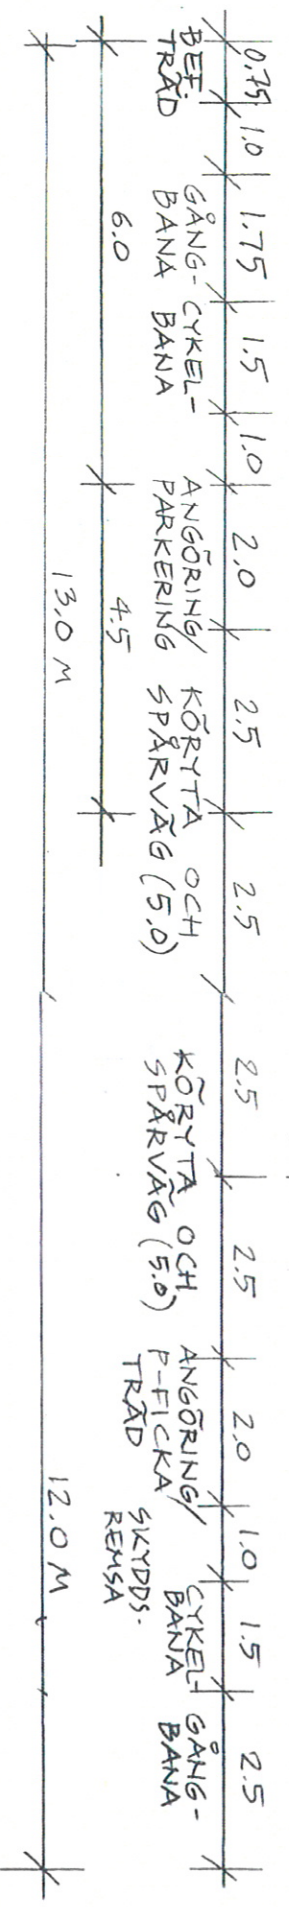 0.75 1.0 1.75 1.5 1.0 2.0 2.5 2.5 2.5 2.5 2.0 1.0 1.5 2.5
BEF.
TRÄD
GÅNG-
BANA
CYKEL-
BANA
ANGÖRING/
PARKERING
KÖRYTA OCH
SPÅRVÄG (5.0)
KÖRYTA OCH
SPÅRVÄG (5.0)
ANGÖRING/
P-FICKA
TRÄD
SKYDDS-
REMSA
CYKEL-
BANA
GÅNG-
BANA
6.0 4.5
13.0 M 12.0 M